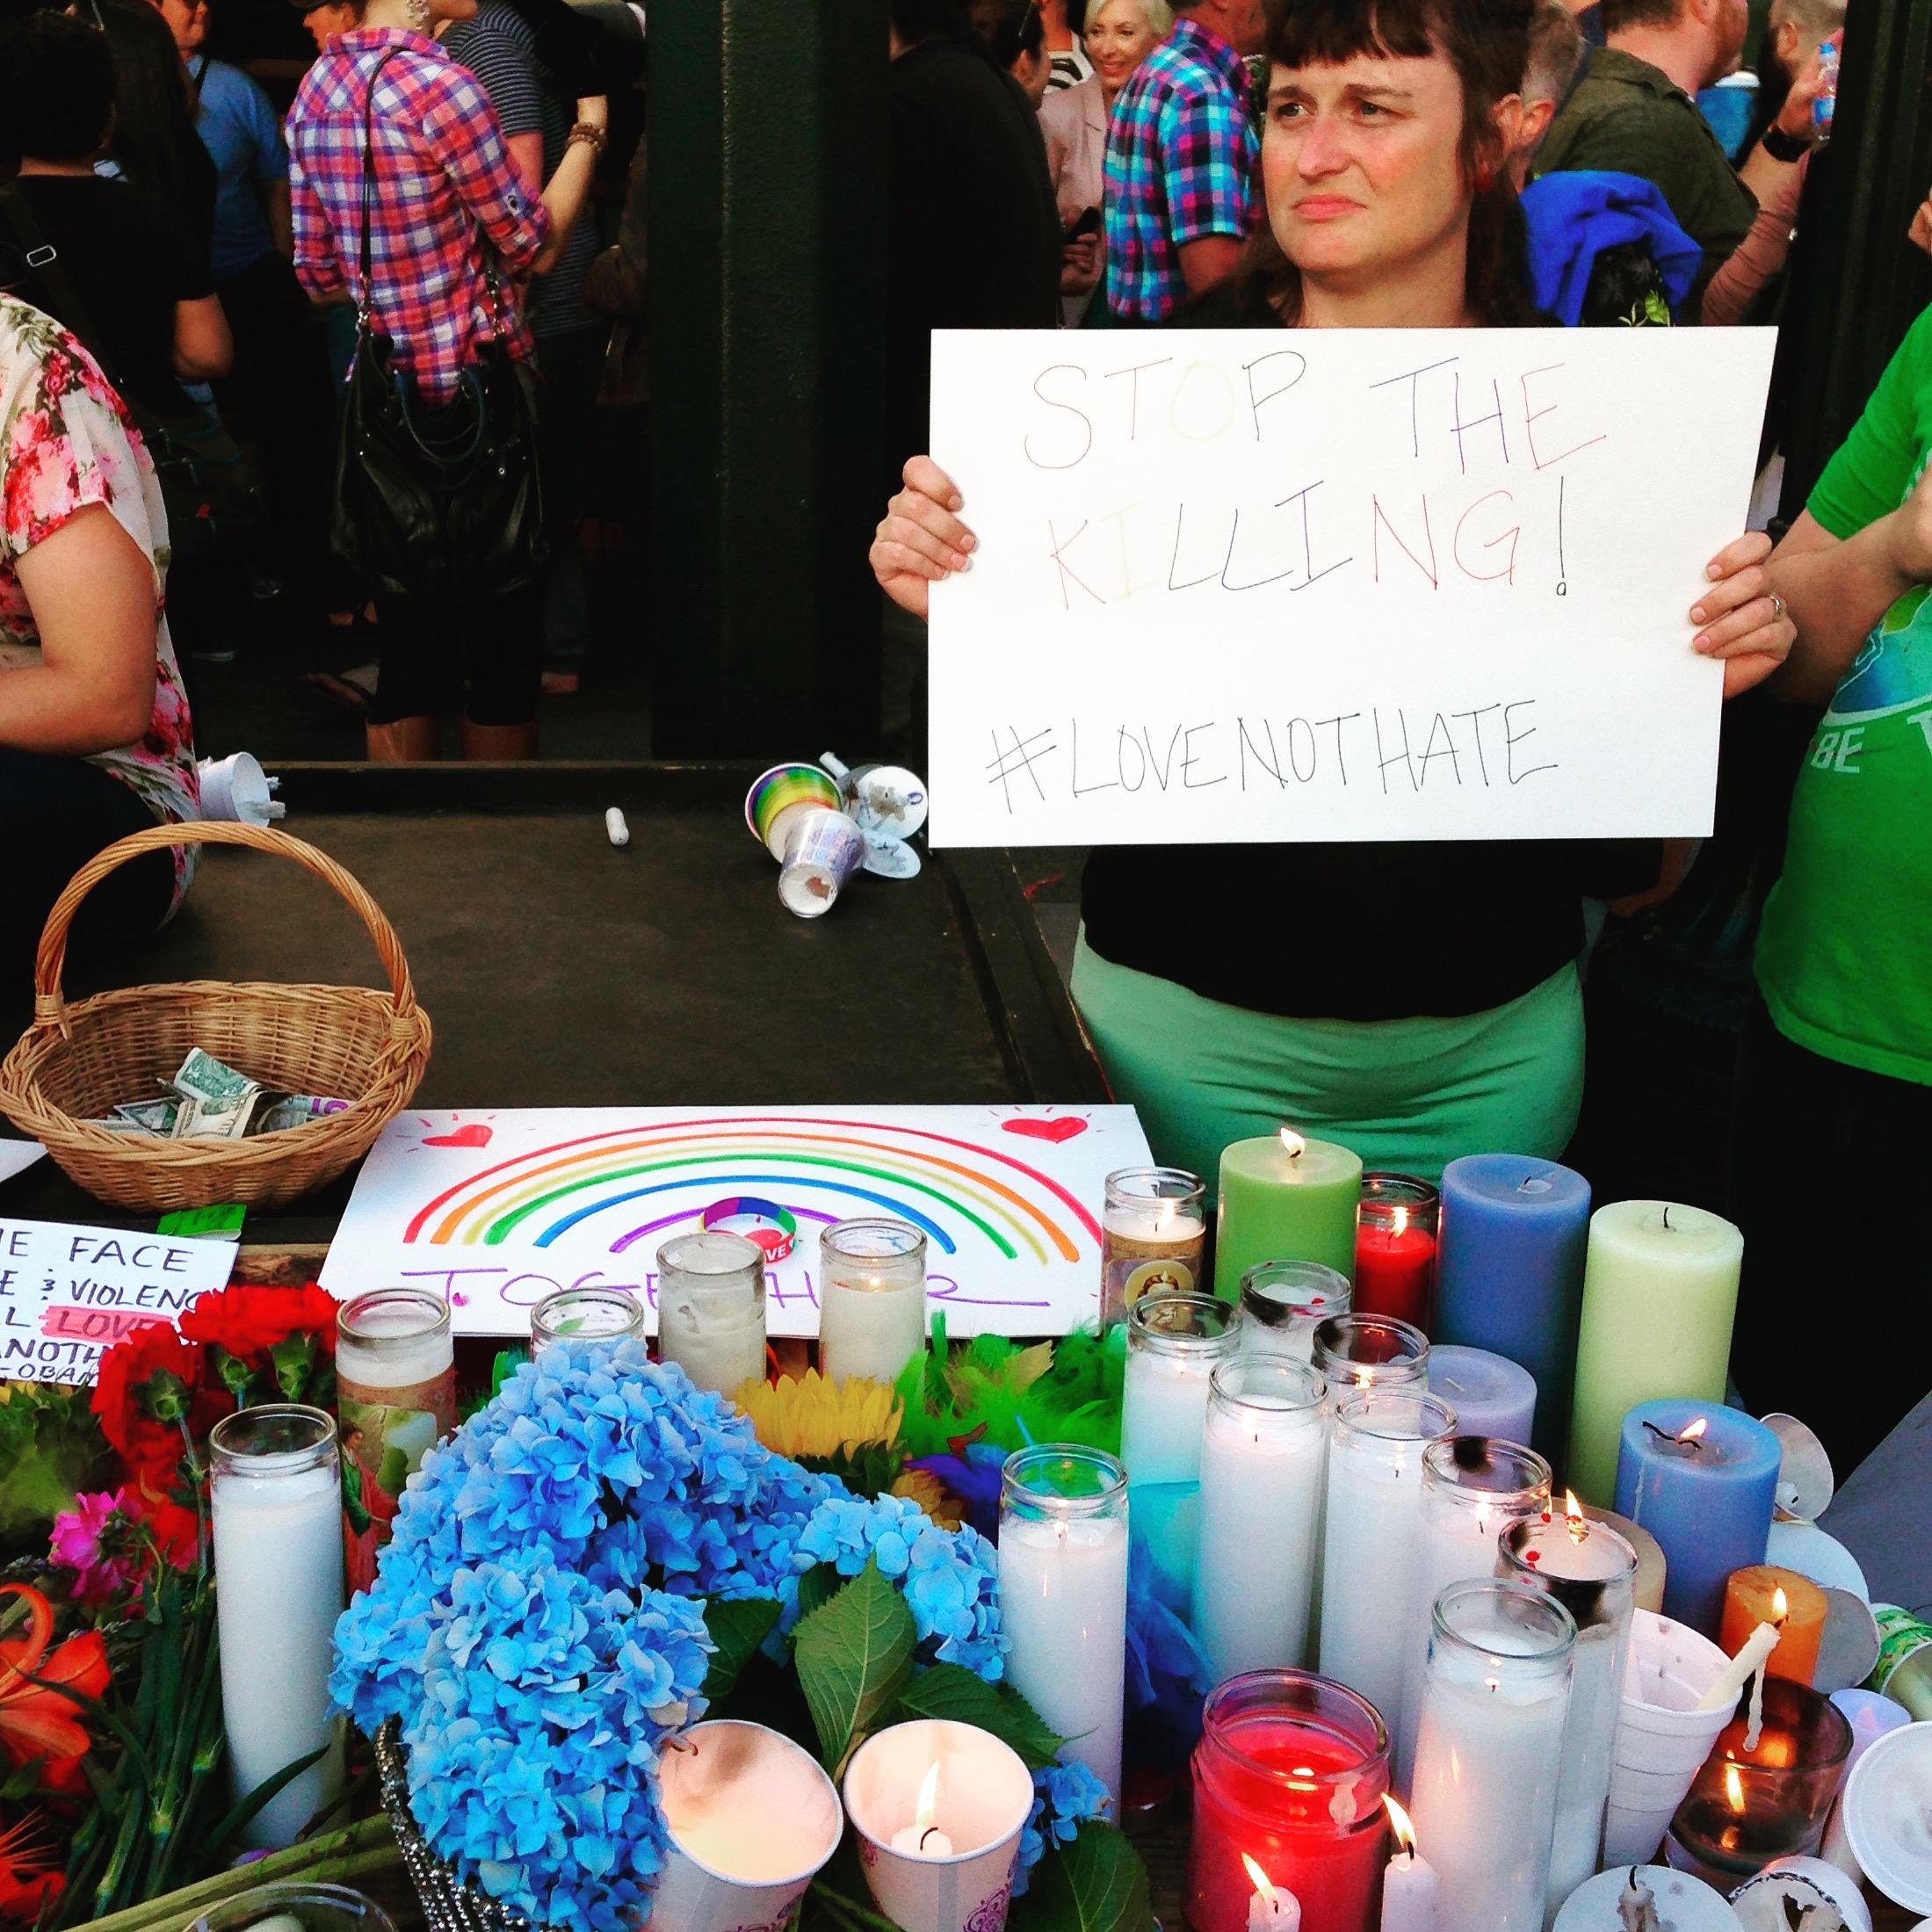 STOP THE
KILLING!
#LOVENOTHATE
BE
TOGETHER
FACE
VIOLENC
LOVE
ANOTH
-OBAM